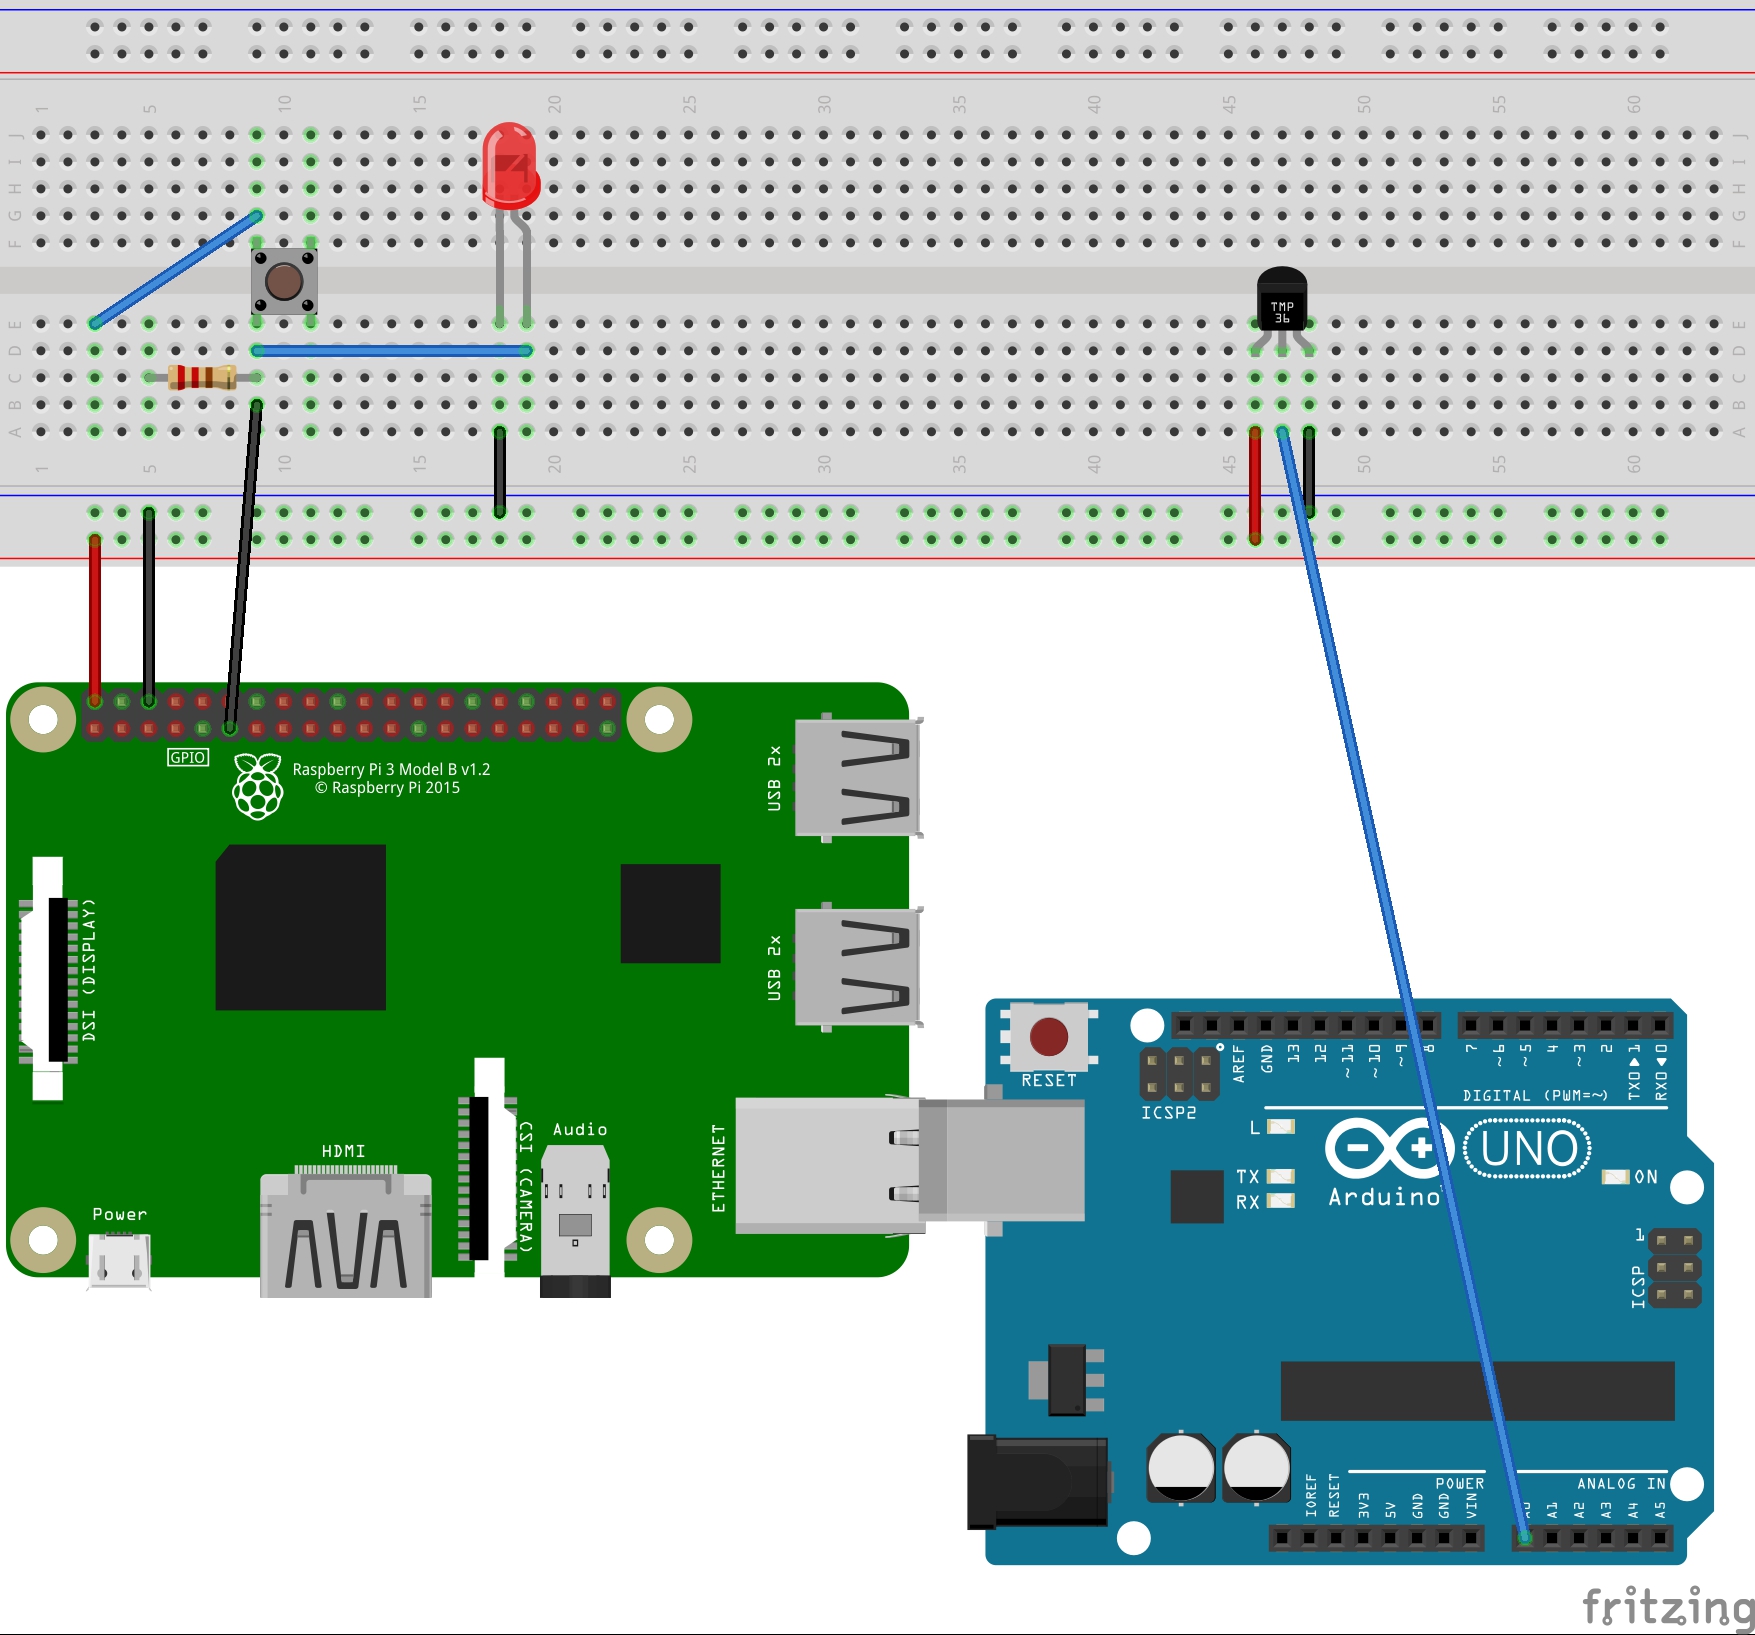 1 5 10 15 20 25 30 35 40 45 50 55 60
J J
I I
H H
G G
F F
TMP
36
E E
D D
C C
B B
A A
1 5 10 15 20 25 30 35 40 45 50 55 60
GPIO
Raspberry Pi 3 Model B v1.2
© Raspberry Pi 2015
USB 2x
USB 2x
DSI (DISPLAY)
CSI (CAMERA)
ETHERNET
Audio
HDMI
Power
RESET
AREF
GND
13
12
~11
~10
~9
8
7
~6
~5
4
~3
2
TX0▶1
RX0◀0
DIGITAL (PWM=~)
ICSP2
L
TX
RX
UNO
Arduino
ON
1
ICSP
POWER
ANALOG IN
IOREF
RESET
3V3
5V
GND
GND
VIN
A1
A2
A3
A4
A5
fritzing